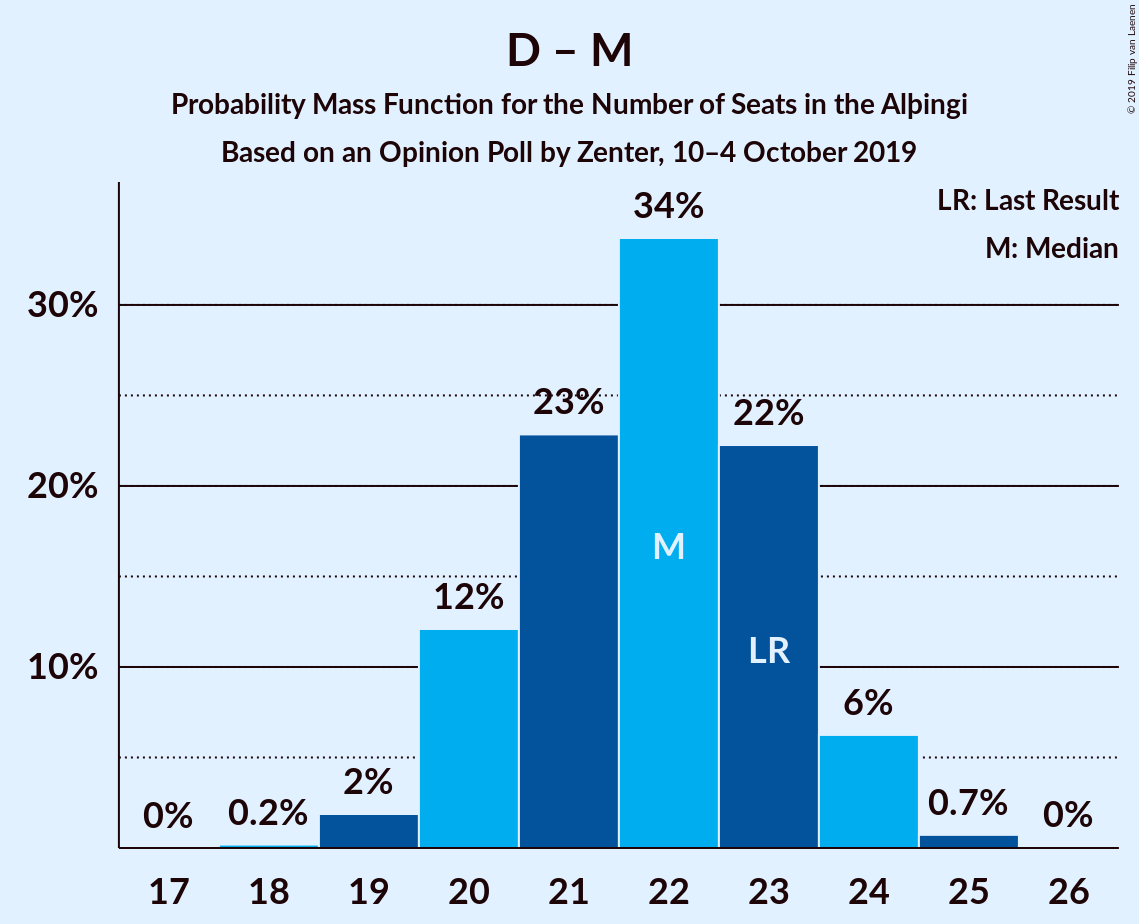 D – M
Probability Mass Function for the Number of Seats in the Alþingi
Based on an Opinion Poll by Zenter, 10–4 October 2019
© 2019 Filip van Laenen
LR: Last Result
M: Median
34%
30%
23%
22%
20%
M
12%
LR
10%
6%
2%
0.7%
0%
0.2%
0%
17 18 19 20 21 22 23 24 25 26